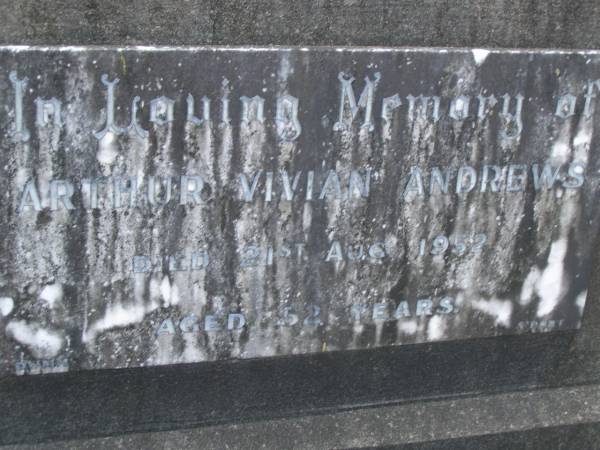 In Loving Memory of
ARTHUR VIVIAN ANDREWS
DIED 21ST AUG 1952
AGED 52 YEARS